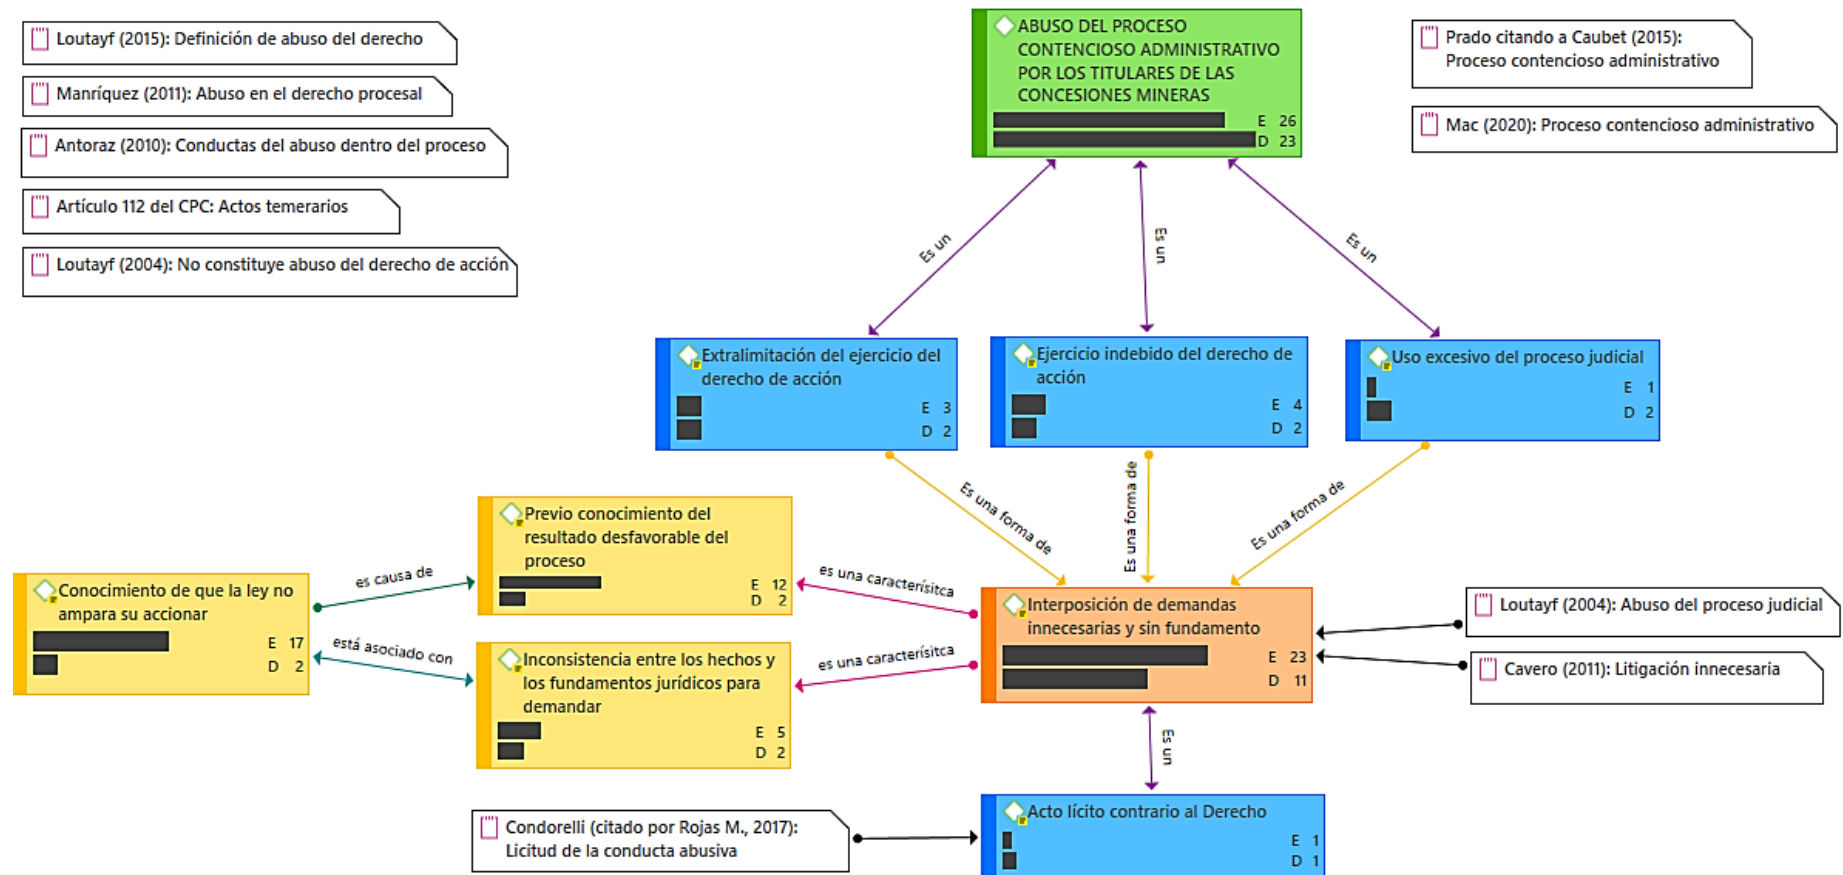 Loutayf (2015): Definición de abuso del derecho
Manríquez (2011): Abuso en el derecho procesal
Antoraz (2010): Conductas del abuso dentro del proceso
Artículo 112 del CPC: Actos temerarios
Loutayf (2004): No constituye abuso del derecho de acción
ABUSO DEL PROCESO
CONTENCIOSO ADMINISTRATIVO
POR LOS TITULARES DE LAS
CONCESIONES MINERAS
E 26
D 23
Prado citando a Caubet (2015):
Proceso contencioso administrativo
Mac (2020): Proceso contencioso administrativo
Es un
Es un
Es un
Extralimitación del ejercicio del
derecho de acción
E 3
D 2
Ejercicio indebido del derecho de
acción
E 4
D 2
Uso excesivo del proceso judicial
E 1
D 2
Es una forma de
Es una forma de
Es una forma de
Previo conocimiento del
resultado desfavorable del
proceso
E 12
D 2
es causa de
es una caracterísitca
Conocimiento de que la ley no
ampara su accionar
E 17
D 2
está asociado con
Inconsistencia entre los hechos y
los fundamentos jurídicos para
demandar
E 5
D 2
es una caracterísitca
Interposición de demandas
innecesarias y sin fundamento
E 23
D 11
Loutayf (2004): Abuso del proceso judicial
Cavero (2011): Litigación innecesaria
Es un
Condorelli (citado por Rojas M., 2017):
Licitud de la conducta abusiva
Acto lícito contrario al Derecho
E 1
D 1